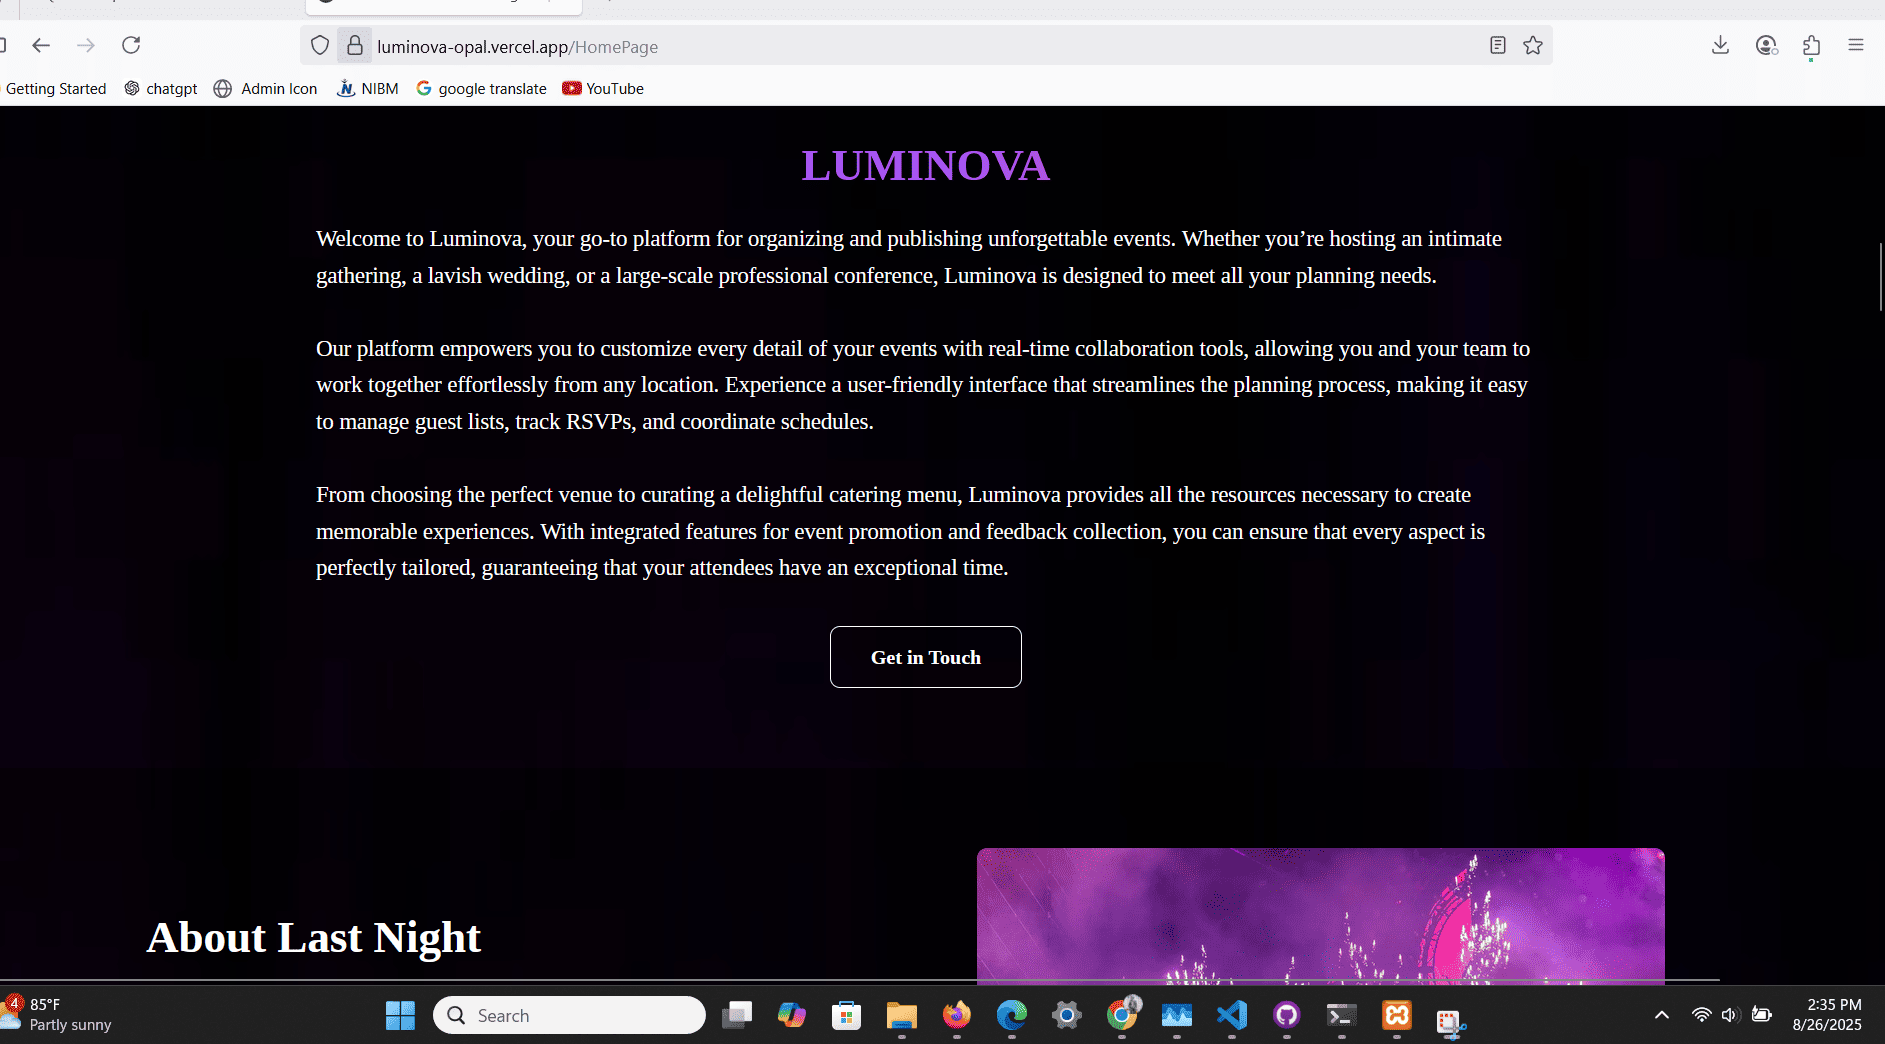 luminova-opal.vercel.app/HomePage
Getting Started chatgpt Admin Icon NIBM google translate YouTube
LUMINOVA
Welcome to Luminova, your go-to platform for organizing and publishing unforgettable events. Whether you’re hosting an intimate
gathering, a lavish wedding, or a large-scale professional conference, Luminova is designed to meet all your planning needs.
Our platform empowers you to customize every detail of your events with real-time collaboration tools, allowing you and your team to
work together effortlessly from any location. Experience a user-friendly interface that streamlines the planning process, making it easy
to manage guest lists, track RSVPs, and coordinate schedules.
From choosing the perfect venue to curating a delightful catering menu, Luminova provides all the resources necessary to create
memorable experiences. With integrated features for event promotion and feedback collection, you can ensure that every aspect is
perfectly tailored, guaranteeing that your attendees have an exceptional time.
Get in Touch
About Last Night
4
85°F
Partly sunny
Search
2:35 PM
8/26/2025